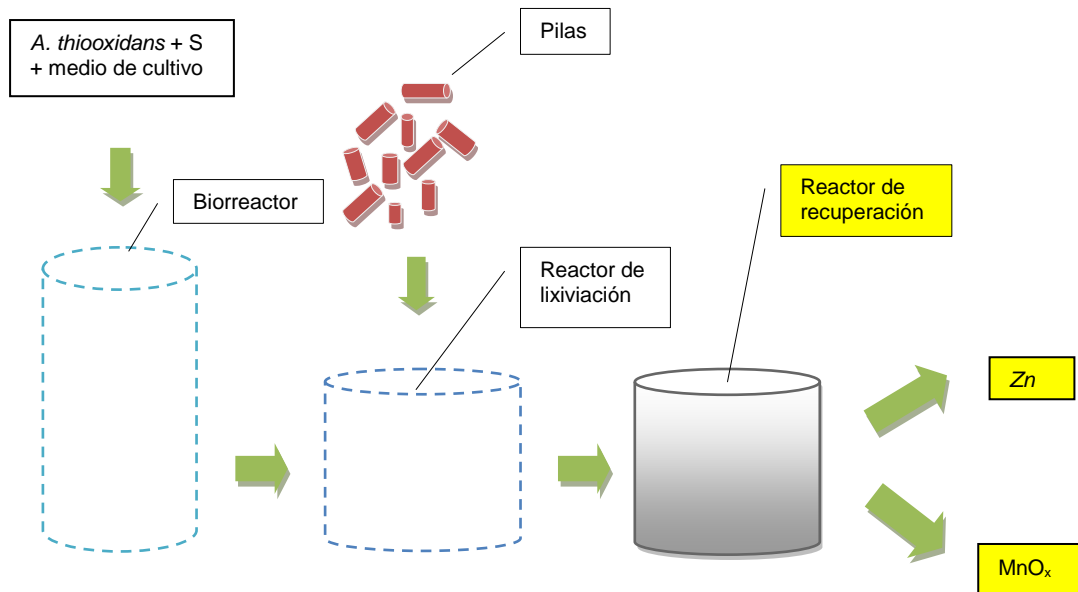 A. thiooxidans + S
+ medio de cultivo
Pilas
Biorreactor
Reactor de
recuperación
Reactor de
lixiviación
Zn
MnOₓ